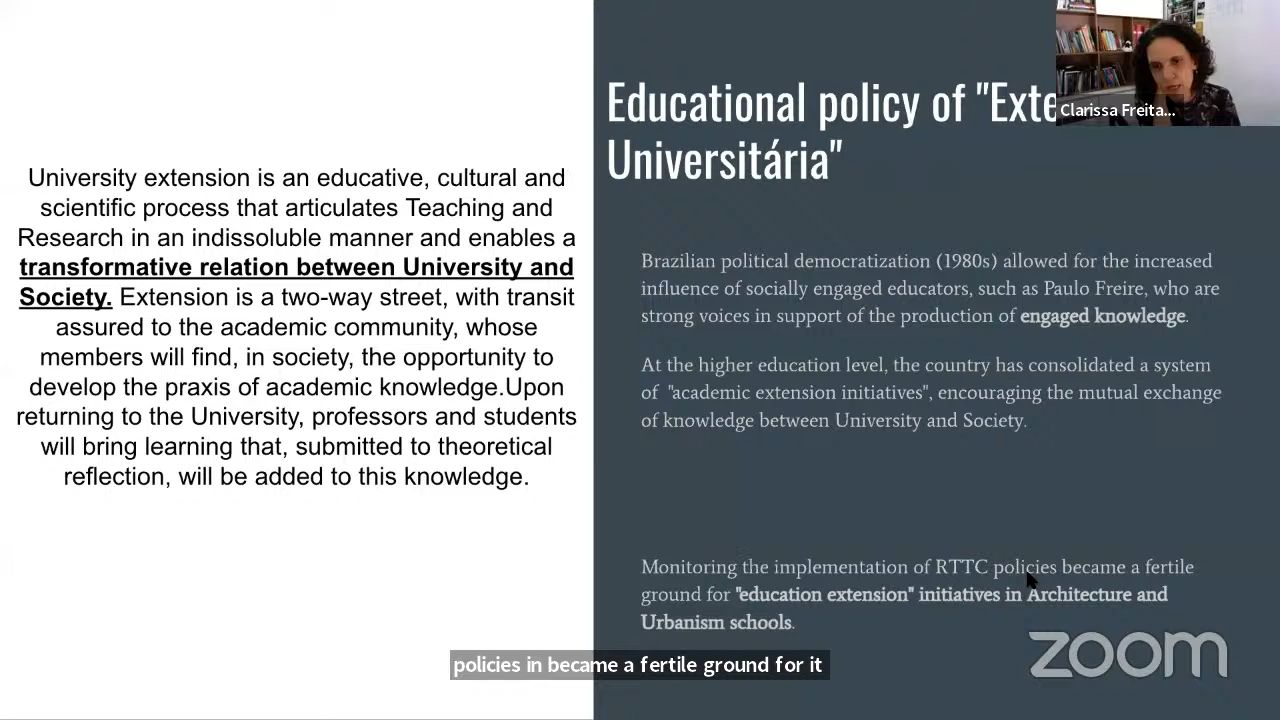 University extension is an educative, cultural and
scientific process that articulates Teaching and
Research in an indissoluble manner and enables a
transformative relation between University and
Society. Extension is a two-way street, with transit
assured to the academic community, whose
members will find, in society, the opportunity to
develop the praxis of academic knowledge.Upon
returning to the University, professors and students
will bring learning that, submitted to theoretical
reflection, will be added to this knowledge.
Educational policy of "Exte
Universitária"
Clarissa Freita...
Brazilian political democratization (1980s) allowed for the increased
influence of socially engaged educators, such as Paulo Freire, who are
strong voices in support of the production of engaged knowledge.
At the higher education level, the country has consolidated a system
of "academic extension initiatives", encouraging the mutual exchange
of knowledge between University and Society.
Monitoring the implementation of RTTC policies became a fertile
ground for "education extension" initiatives in Architecture and
Urbanism schools.
policies in became a fertile ground for it
zoom